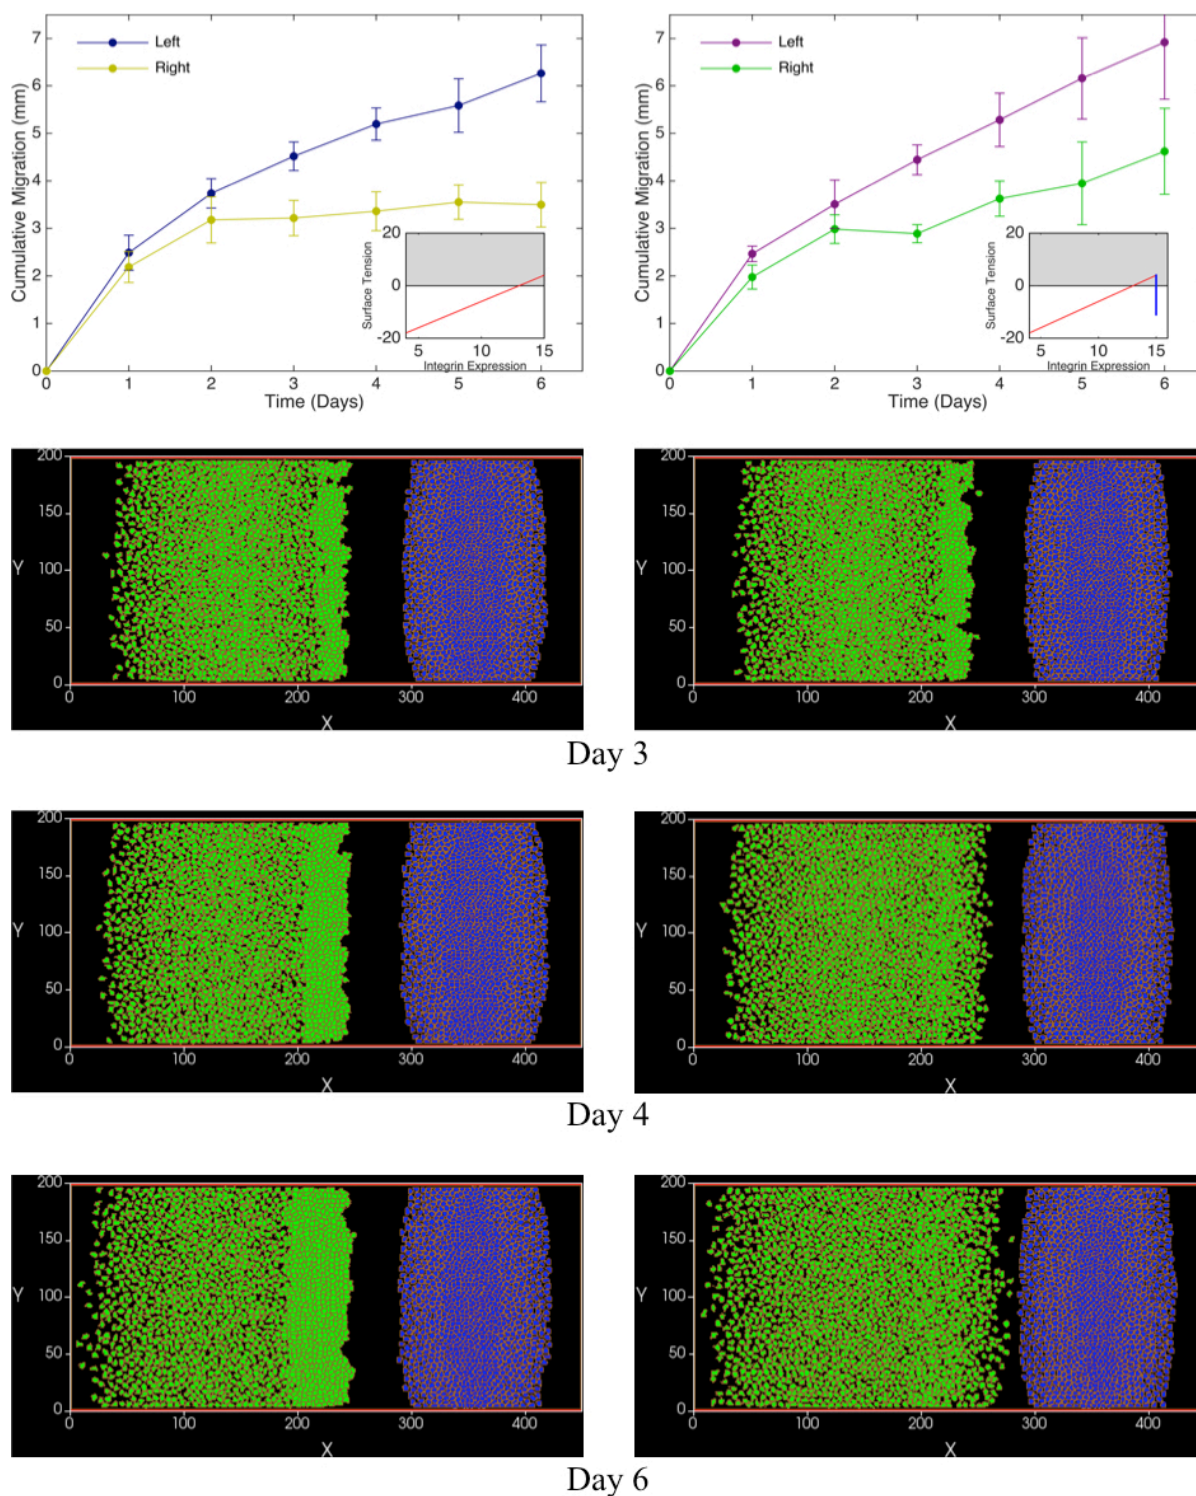 7
6
5
4
3
2
1
0
Cumulative Migration (mm)
Left
Right
20
0
-20
Surface Tension
5 10 15
Integrin Expression
0 1 2 3 4 5 6
Time (Days)
7
6
5
4
3
2
1
0
Cumulative Migration (mm)
Left
Right
20
0
-20
Surface Tension
5 10 15
Integrin Expression
0 1 2 3 4 5 6
Time (Days)
200
150
Y 100
50
0
0 100 200 300 400
X
200
150
Y 100
50
0
0 100 200 300 400
X
Day 3
200
150
Y 100
50
0
0 100 200 300 400
X
200
150
Y 100
50
0
0 100 200 300 400
X
Day 4
200
150
Y 100
50
0
0 100 200 300 400
X
200
150
Y 100
50
0
0 100 200 300 400
X
Day 6